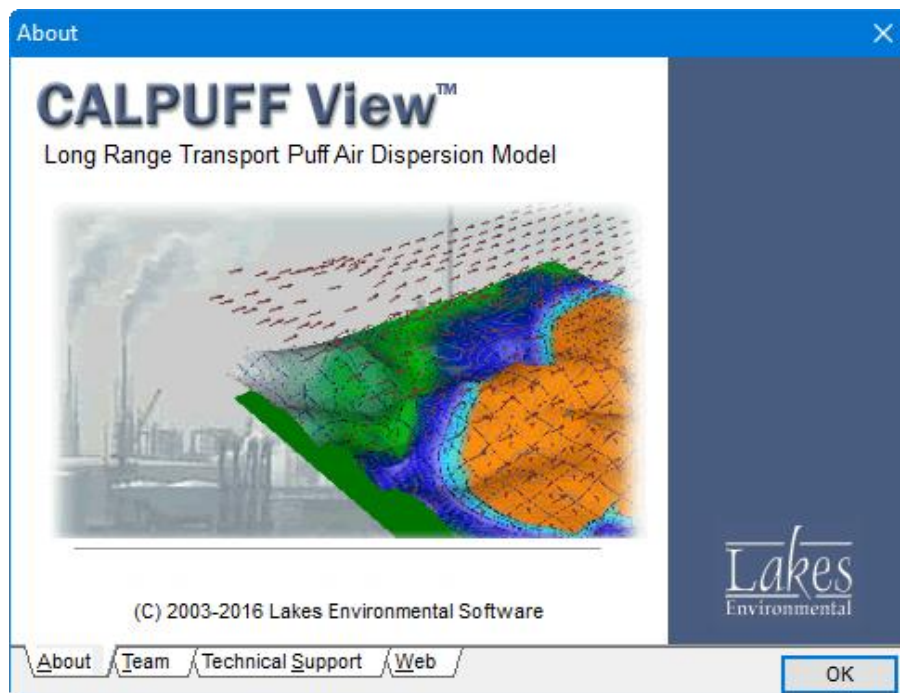 About
CALPUFF View™
Long Range Transport Puff Air Dispersion Model
Lakes
Environmental
(C) 2003-2016 Lakes Environmental Software
About
Team
Technical Support
Web
OK